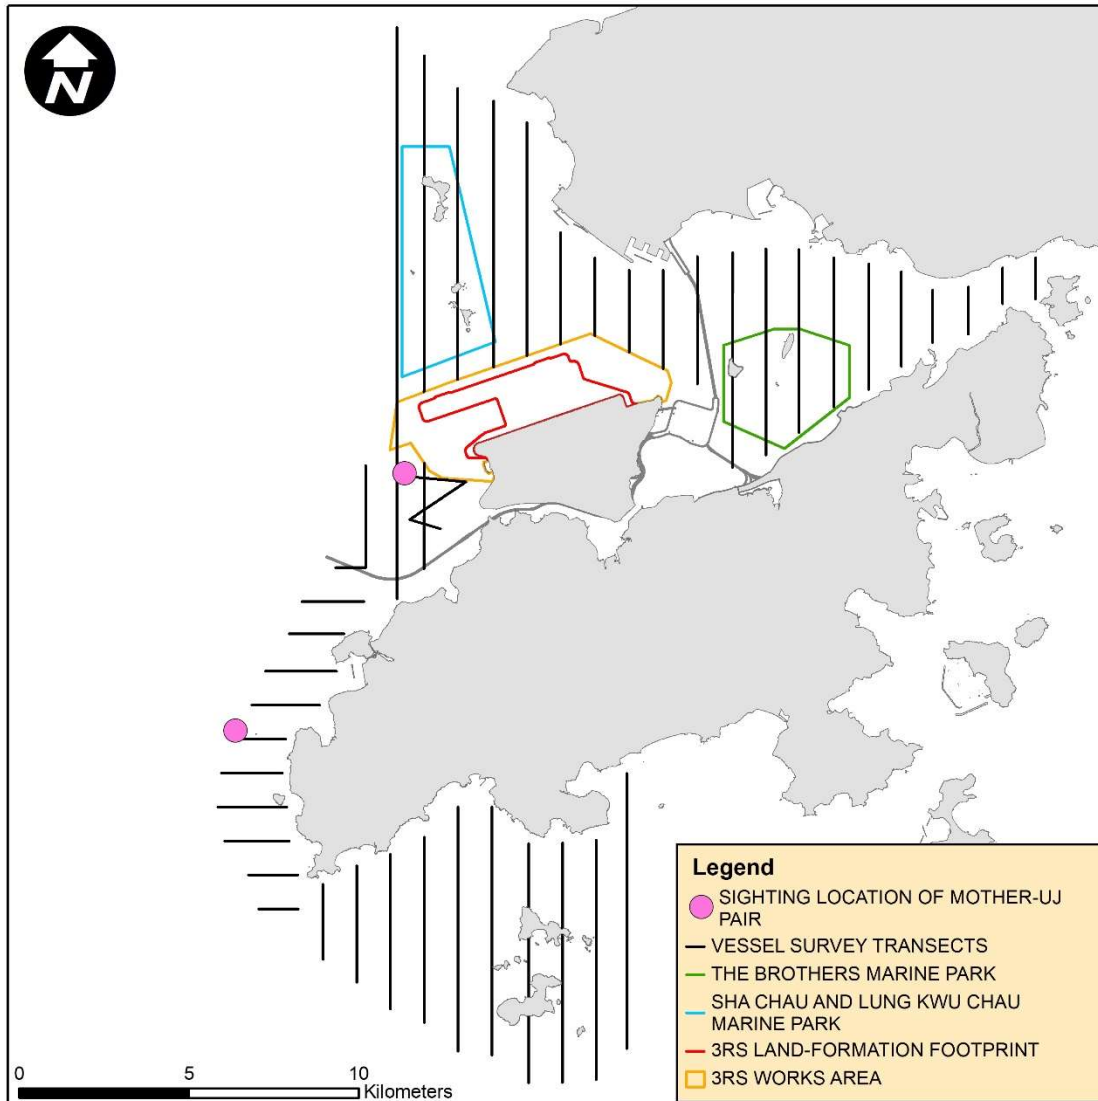 N
Legend
SIGHTING LOCATION OF MOTHER-UJ
PAIR
VESSEL SURVEY TRANSECTS
THE BROTHERS MARINE PARK
SHA CHAU AND LUNG KWU CHAU
MARINE PARK
3RS LAND-FORMATION FOOTPRINT
3RS WORKS AREA
0 5 10
Kilometers